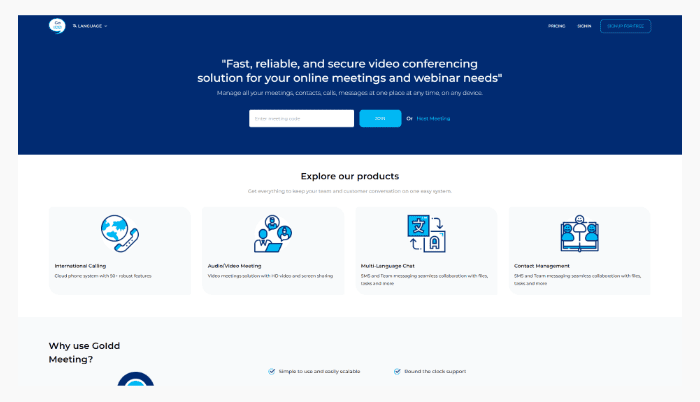 LANGUAGE
PRICING
SIGNIN
SIGNUP FOR FREE
"Fast, reliable, and secure video conferencing
solution for your online meetings and webinar needs"
Manage all your meetings, contacts, calls, messages at one place at any time, on any device.
Enter meeting code
JOIN
Or Host Meeting
Explore our products
Get everything to keep your team and customer conversation on one easy system.
International Calling
Cloud phone system with 50+ robust features
Audio/Video Meeting
Video meetings solution with HD video and screen sharing
Multi-Language Chat
SMS and Team messaging seamless collaboration with files,
tasks and more
Contact Management
SMS and Team messaging seamless collaboration with files,
tasks and more
Why use Goldd
Meeting?
Simple to use and easily scalable
Round the clock support